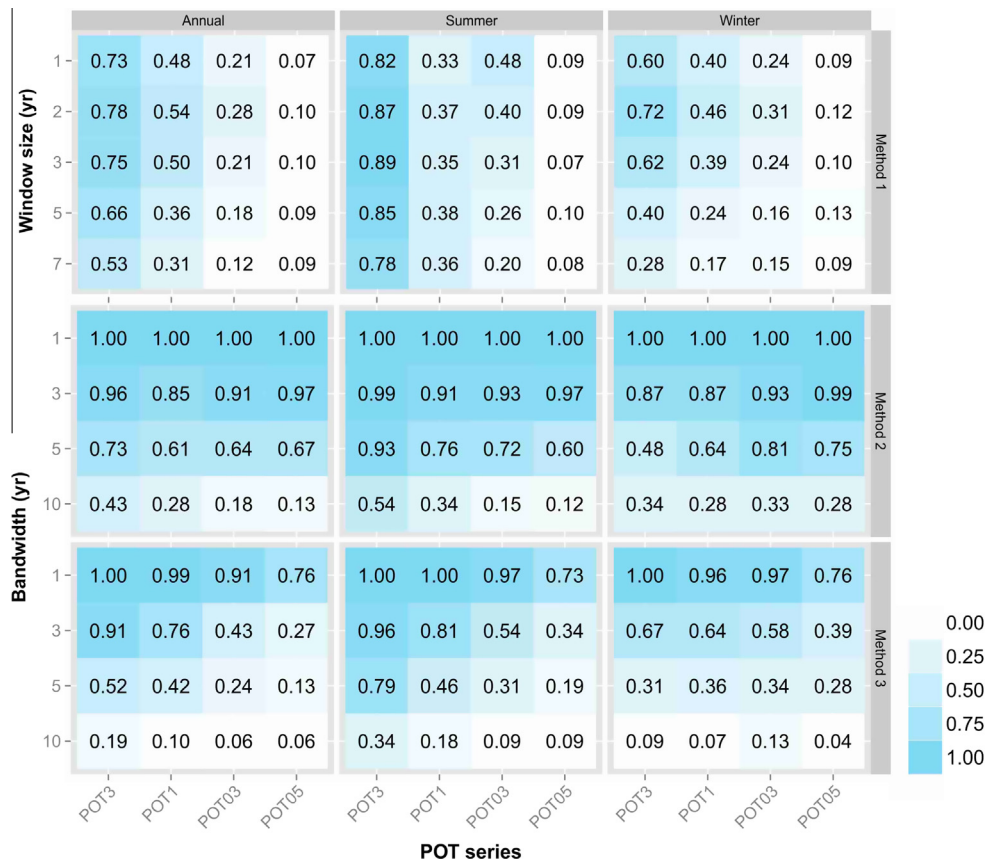 Annual Summer Winter
Window size (yr)
Method 1
1 0.73 0.48 0.21 0.07 0.82 0.33 0.48 0.09 0.60 0.40 0.24 0.09
2 0.78 0.54 0.28 0.10 0.87 0.37 0.40 0.09 0.72 0.46 0.31 0.12
3 0.75 0.50 0.21 0.10 0.89 0.35 0.31 0.07 0.62 0.39 0.24 0.10
5 0.66 0.36 0.18 0.09 0.85 0.38 0.26 0.10 0.40 0.24 0.16 0.13
7 0.53 0.31 0.12 0.09 0.78 0.36 0.20 0.08 0.28 0.17 0.15 0.09
Bandwidth (yr)
Method 2
1 1.00 1.00 1.00 1.00 1.00 1.00 1.00 1.00 1.00 1.00 1.00 1.00
3 0.96 0.85 0.91 0.97 0.99 0.91 0.93 0.97 0.87 0.87 0.93 0.99
5 0.73 0.61 0.64 0.67 0.93 0.76 0.72 0.60 0.48 0.64 0.81 0.75
10 0.43 0.28 0.18 0.13 0.54 0.34 0.15 0.12 0.34 0.28 0.33 0.28
Method 3
1 1.00 0.99 0.91 0.76 1.00 1.00 0.97 0.73 1.00 0.96 0.97 0.76
3 0.91 0.76 0.43 0.27 0.96 0.81 0.54 0.34 0.67 0.64 0.58 0.39
5 0.52 0.42 0.24 0.13 0.79 0.46 0.31 0.19 0.31 0.36 0.34 0.28
10 0.19 0.10 0.06 0.06 0.34 0.18 0.09 0.09 0.09 0.07 0.13 0.04
POT3 POT1 POT03 POT05 POT3 POT1 POT03 POT05 POT3 POT1 POT03 POT05
POT series
0.00
0.25
0.50
0.75
1.00